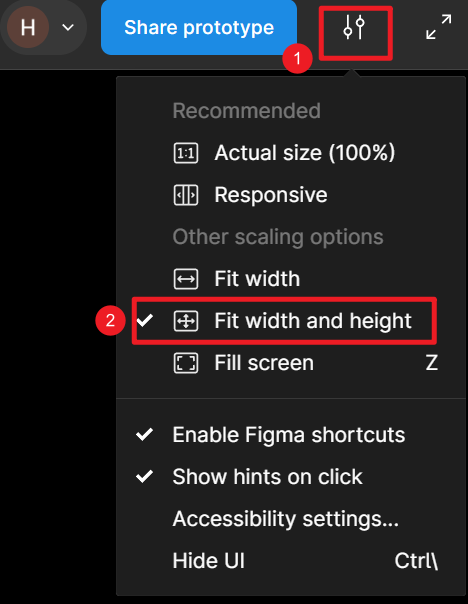 H
Share prototype
1
Recommended
1:1 Actual size (100%)
Responsive
Other scaling options
Fit width
2
Fit width and height
Fill screen Z
Enable Figma shortcuts
Show hints on click
Accessibility settings...
Hide UI Ctrl\